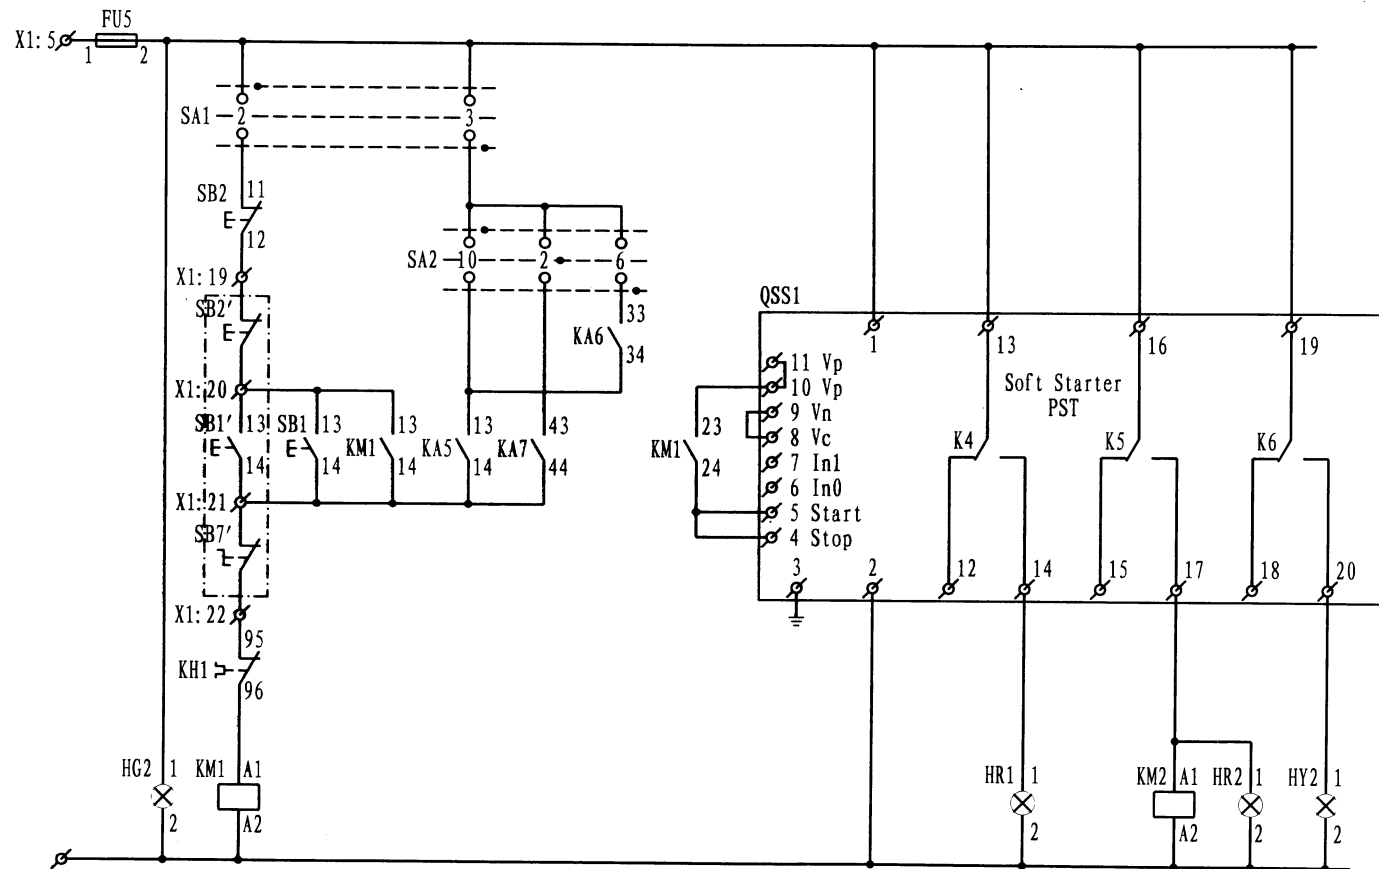 FU5
X1:5
1 2
SA1 2 3
SB2 11
12
SA2 10 2 6
X1:19
SB2'
33
KA6
34
X1:20
SB1' 13 SB1 13 KM1 13 KA5 13 KA7 43
14 14 14 14 44
X1:21
SB7'
X1:22
95
KH1
96
HG2 1 KM1 A1
2 A2
QSS1
1 13 16 19
11 Vp
10 Vp
9 Vn
8 Vc
7 In1
6 In0
5 Start
4 Stop
23
KM1
24
Soft Starter
PST
K4 K5 K6
3 2 12 14 15 17 18 20
HR1 1 KM2 A1 HR2 1 HY2 1
2 A2 2 2